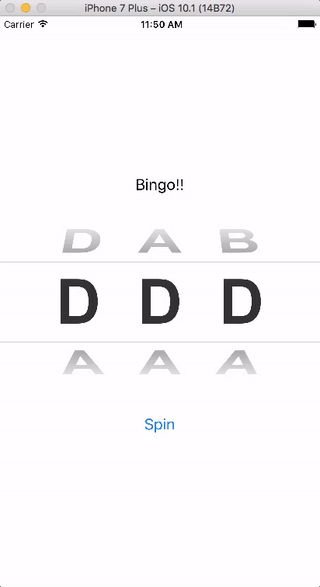 iPhone 7 Plus – iOS 10.1 (14B72)
Carrier 11:50 AM
Bingo!!
D A B
D D D
A A A
Spin